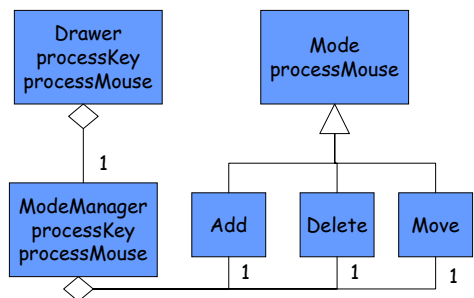 Drawer
processKey
processMouse
Mode
processMouse
1
ModeManager
processKey
processMouse
Add
Delete
Move
1
1
1